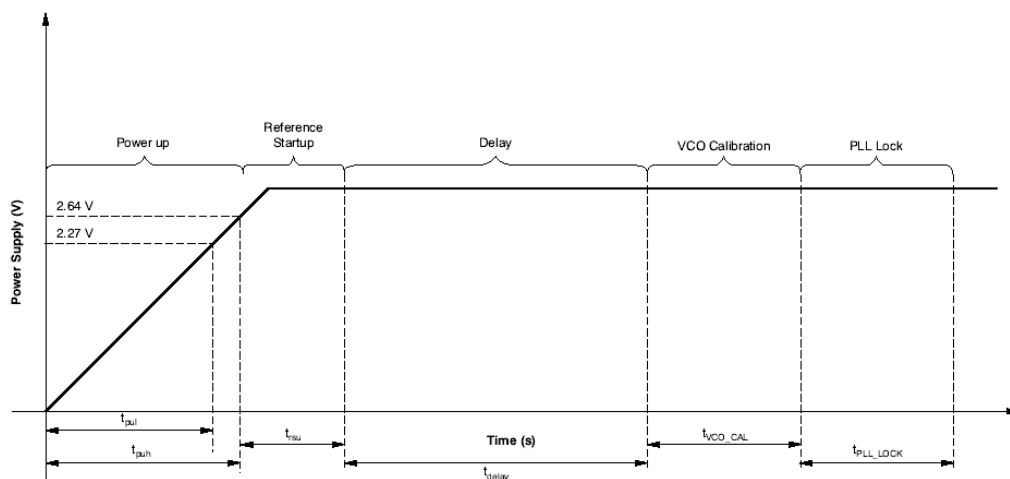 Reference
Startup
Power up
Delay
VCO Calibration
PLL Lock
2.64 V
2.27 V
Power Supply (V)
tpul
tpuh
trsu
Time (s)
tdelay
tVCO_CAL
tPLL_LOCK